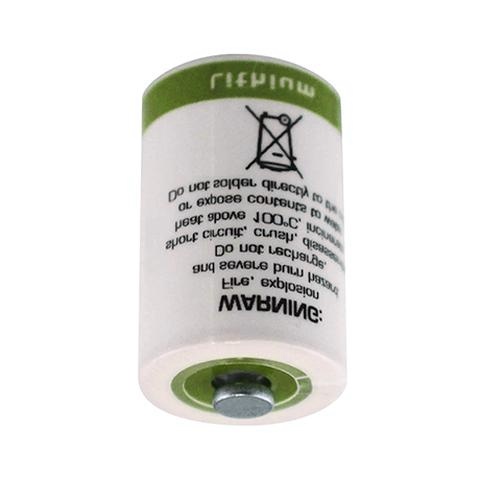 WARNING:
Fire, explosion
and severe burn hazard
Do not recharge,
short circuit, crush,
heat above 100°C,
or expose contents to
Do not solder directly to the
Lithium